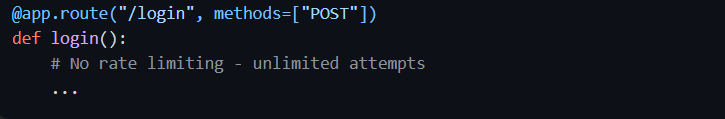 @app.route("/login", methods=["POST"])
def login():
    # No rate limiting - unlimited attempts
    ...